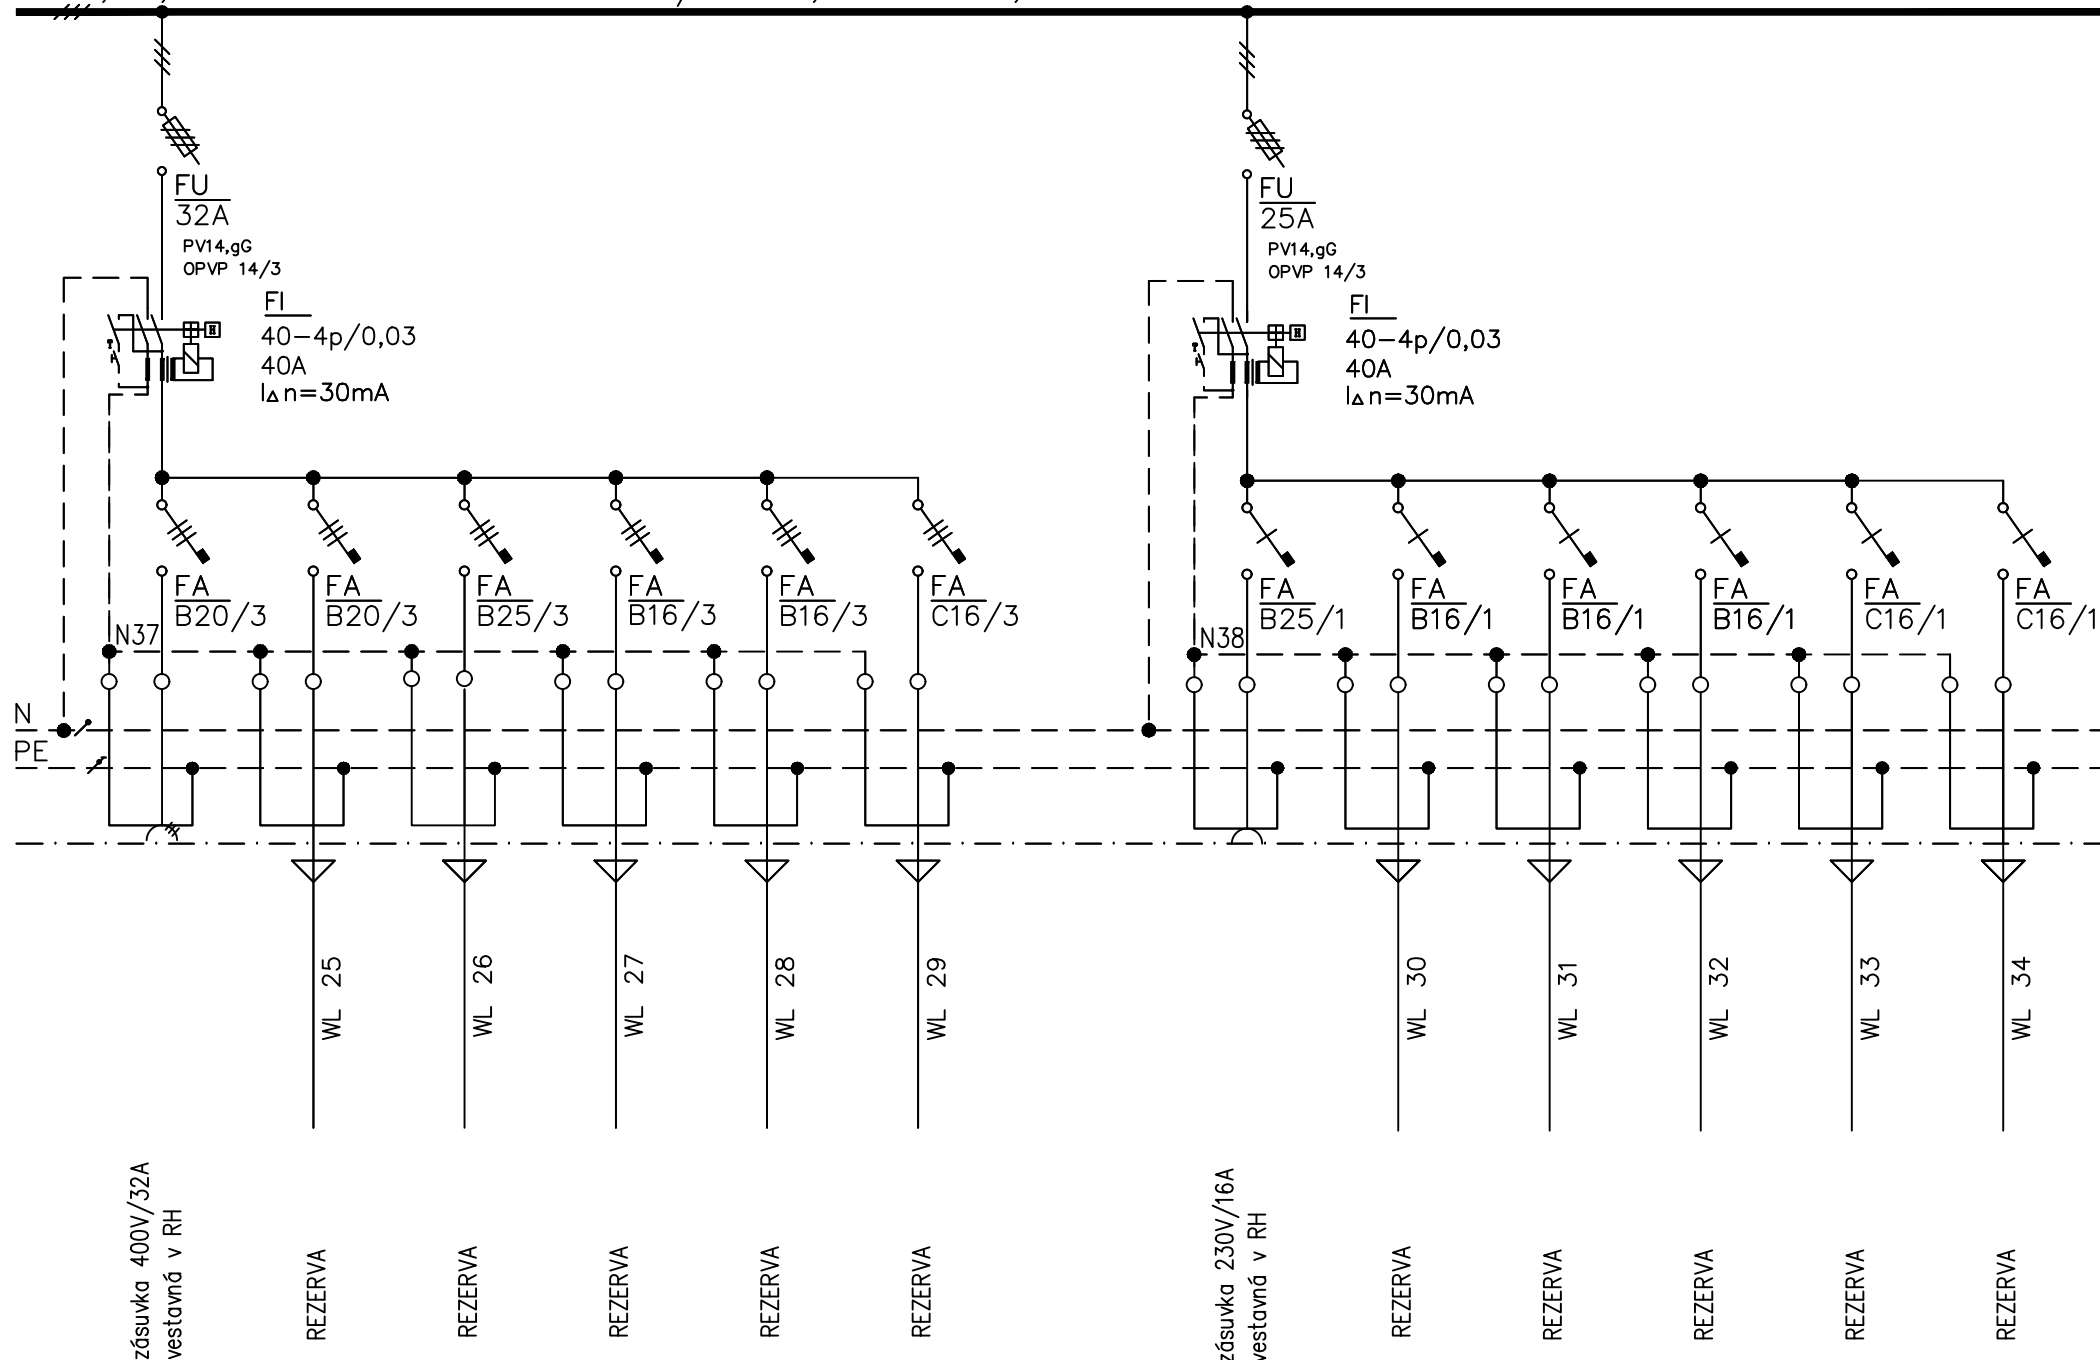 FU
32A
PV14,gG
OPVP 14/3
FI
40-4p/0,03
40A
I△n=30mA
FU
25A
PV14,gG
OPVP 14/3
FI
40-4p/0,03
40A
I△n=30mA
FA
B20/3
FA
B20/3
FA
B25/3
FA
B16/3
FA
B16/3
FA
C16/3
FA
B25/1
FA
B16/1
FA
B16/1
FA
B16/1
FA
C16/1
FA
C16/1
N37
N38
N
PE
WL 25
WL 26
WL 27
WL 28
WL 29
WL 30
WL 31
WL 32
WL 33
WL 34
zásuvka 400V/32A
vestavná v RH
REZERVA
REZERVA
REZERVA
REZERVA
REZERVA
zásuvka 230V/16A
vestavná v RH
REZERVA
REZERVA
REZERVA
REZERVA
REZERVA